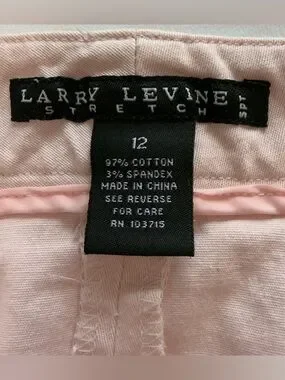 LARRY LEVINE
STRETCH
SPT
12
97% COTTON
3% SPANDEX
MADE IN CHINA
SEE REVERSE
FOR CARE
RN 103715